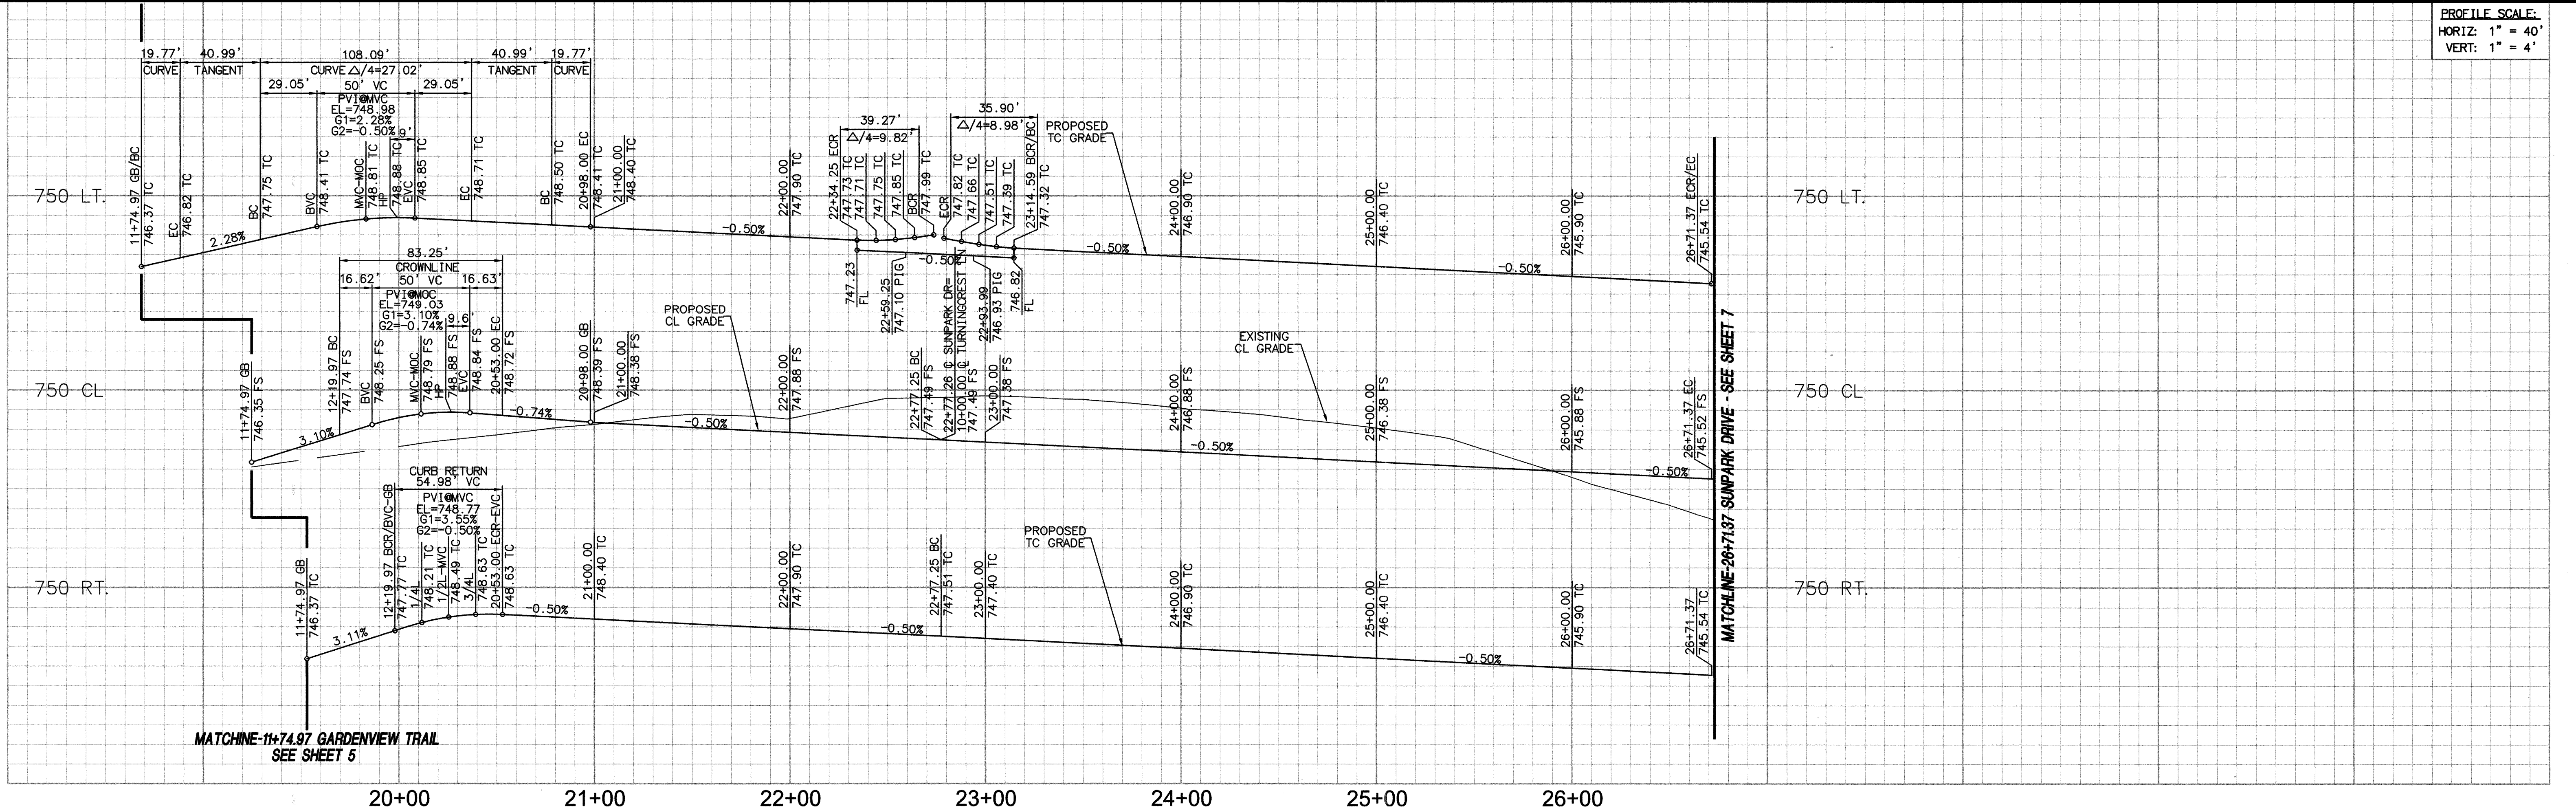 PROFILE SCALE:
HORIZ: 1" = 40'
VERT: 1" = 4'
19.77'
40.99'
108.09'
40.99'
19.77'
CURVE
TANGENT
CURVE △/4=27.02'
TANGENT
CURVE
29.05'
50' VC
29.05'
PVI@MVC
EL=748.98
G1=2.28%
G2=-0.50%
9'
750 LT.
11+74.97 GB/BC
746.37 TC
EC
746.82 TC
BC
747.75 TC
BVC
748.41 TC
MVC-MOC
748.81 TC
HP
748.88 TC
EVC
748.85 TC
EC
748.71 TC
BC
748.50 TC
20+98.00 EC
748.41 TC
21+00.00
748.40 TC
22+00.00
747.90 TC
39.27'
△/4=9.82'
22+34.25 ECR
747.73 TC
747.71 TC
747.75 TC
747.85 TC
BCR
747.99 TC
35.90'
△/4=8.98'
ECR
747.82 TC
747.66 TC
747.51 TC
747.39 TC
23+14.59 BCR/BC
747.32 TC
PROPOSED
TC GRADE
24+00.00
746.90 TC
25+00.00
746.40 TC
26+00.00
745.90 TC
26+71.37 ECR/EC
745.54 TC
750 LT.
2.28%
-0.50%
-0.50%
-0.50%
-0.50%
747.23
FL
22+59.25
747.10 PIG
22+93.99
746.93 PIG
746.82
FL
83.25'
CROWNLINE
16.62'
50' VC
16.63'
PVI@MOC
EL=749.03
G1=3.10%
G2=-0.74%
9.6'
750 CL
11+74.97 GB
746.35 FS
12+19.97 BC
747.74 FS
BVC
748.25 FS
MVC-MOC
748.79 FS
HP
748.88 FS
EVC
748.84 FS
20+53.00 EC
748.72 FS
20+98.00 GB
748.39 FS
21+00.00
748.38 FS
PROPOSED
CL GRADE
22+00.00
747.88 FS
22+77.25 BC
747.49 FS
22+77.26 ℄ SUNPARK DR=
10+00.00 ℄ TURNINGCREST LN
747.49 FS
23+00.00
747.38 FS
24+00.00
746.88 FS
EXISTING
CL GRADE
25+00.00
746.38 FS
26+00.00
745.88 FS
26+71.37 EC
745.52 FS
750 CL
3.10%
-0.74%
-0.50%
-0.50%
-0.50%
CURB RETURN
54.98' VC
PVI@MVC
EL=748.77
G1=3.55%
G2=-0.50%
750 RT.
11+74.97 GB
746.37 TC
12+19.97 BCR/BVC-GB
747.77 TC
1/4L
748.21 TC
1/2L-MVC
748.49 TC
3/4L
748.63 TC
20+53.00 ECR-EVC
748.63 TC
21+00.00
748.40 TC
22+00.00
747.90 TC
22+77.25 BC
747.51 TC
23+00.00
747.40 TC
PROPOSED
TC GRADE
24+00.00
746.90 TC
25+00.00
746.40 TC
26+00.00
745.90 TC
26+71.37
745.54 TC
750 RT.
3.11%
-0.50%
-0.50%
-0.50%
MATCHLINE-26+71.37 SUNPARK DRIVE - SEE SHEET 7
MATCHINE-11+74.97 GARDENVIEW TRAIL
SEE SHEET 5
20+00
21+00
22+00
23+00
24+00
25+00
26+00